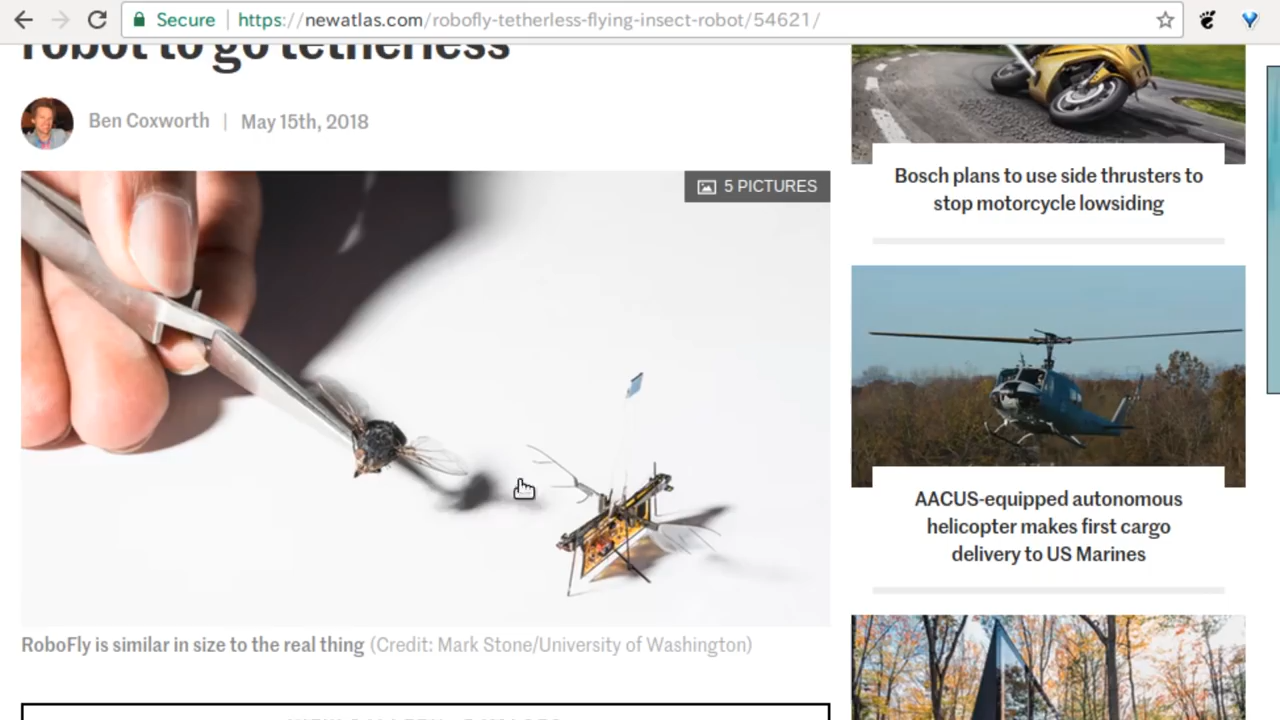 Secure
https://newatlas.com/robofly-tetherless-flying-insect-robot/54621/
robot to go tetherless
Ben Coxworth | May 15th, 2018
5 PICTURES
RoboFly is similar in size to the real thing (Credit: Mark Stone/University of Washington)
Bosch plans to use side thrusters to
stop motorcycle lowsiding
AACUS-equipped autonomous
helicopter makes first cargo
delivery to US Marines